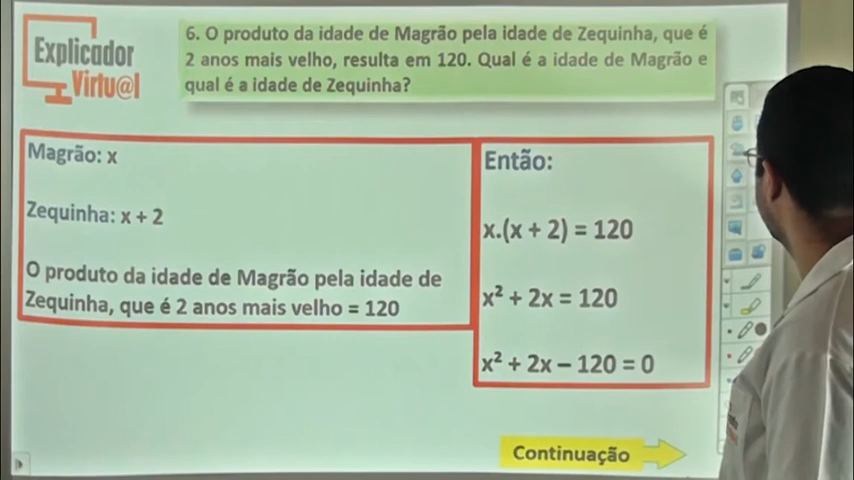 Explicador
Virtu@l
6. O produto da idade de Magrão pela idade de Zequinha, que é
2 anos mais velho, resulta em 120. Qual é a idade de Magrão e
qual é a idade de Zequinha?
Magrão: x
Zequinha: x + 2
O produto da idade de Magrão pela idade de
Zequinha, que é 2 anos mais velho = 120
Então:
x.(x + 2) = 120
x² + 2x = 120
x² + 2x – 120 = 0
Continuação